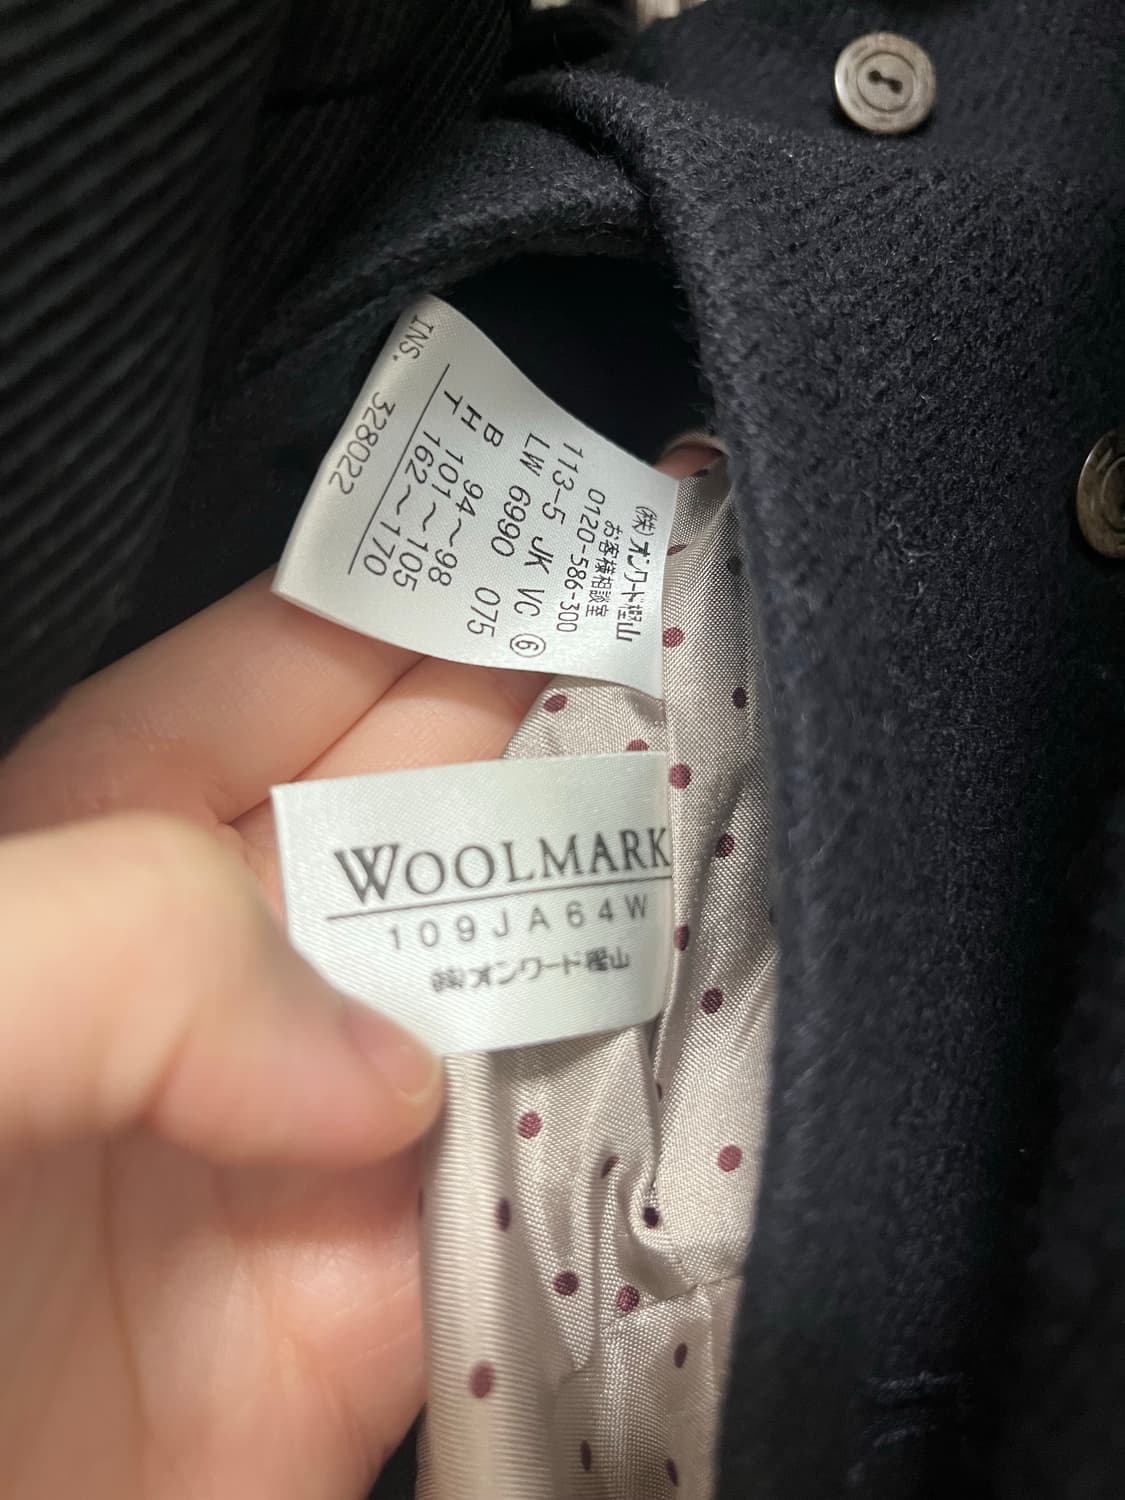 (株)オンワード樫山
お客様相談室
0120-586-300
113-5 JK VC ⑥
LW 6990 075
B 94～98
H 101～105
T 162～170
INS. 328022
WOOLMARK
109JA64W
(株)オンワード樫山